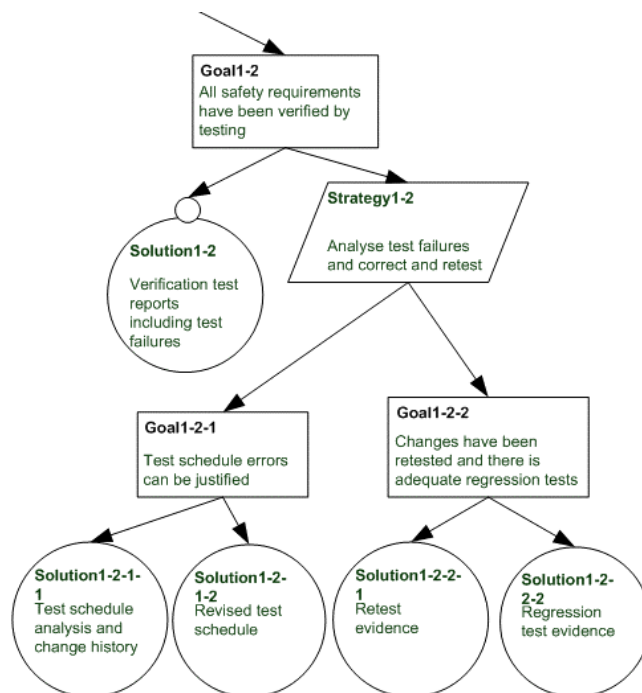 Goal1-2
All safety requirements
have been verified by
testing
Strategy1-2
Analyse test failures
and correct and retest
Solution1-2
Verification test
reports
including test
failures
Goal1-2-1
Test schedule errors
can be justified
Goal1-2-2
Changes have been
retested and there is
adequate regression tests
Solution1-2-1-
1
Test schedule
analysis and
change history
Solution1-2-
1-2
Revised test
schedule
Solution1-2-2-
1
Retest
evidence
Solution1-2-
2-2
Regression
test evidence